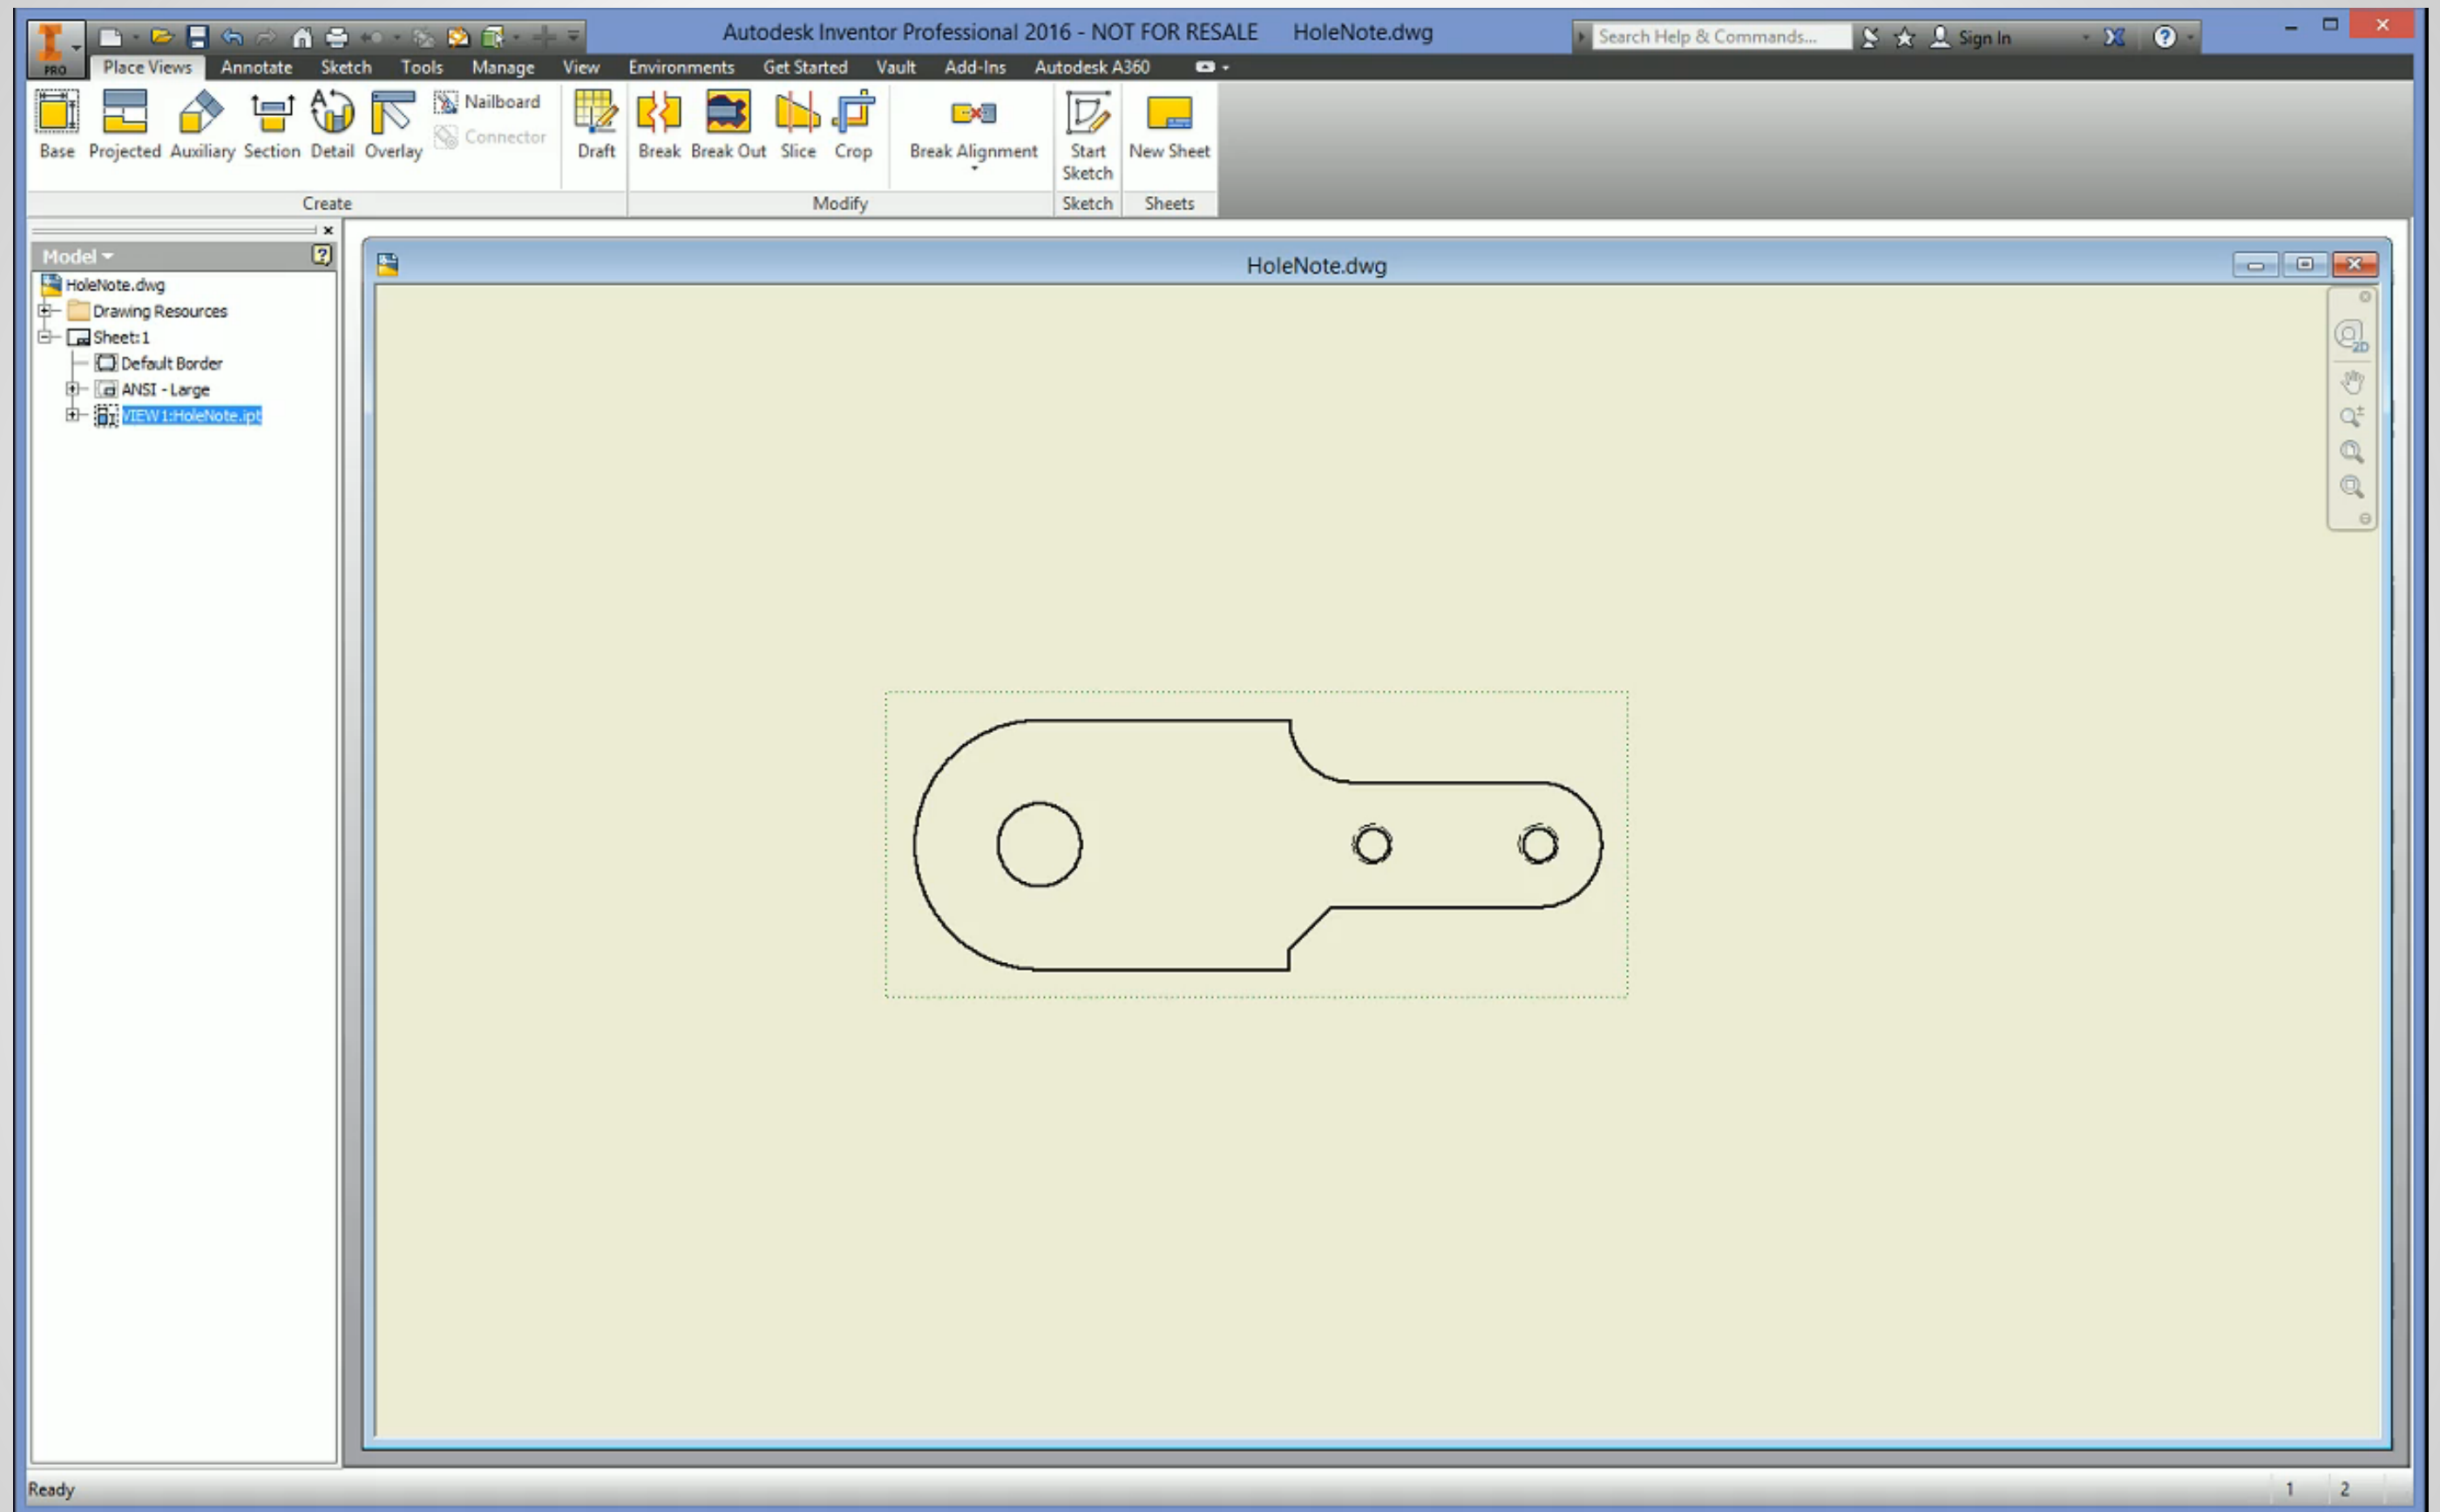 Autodesk Inventor Professional 2016 - NOT FOR RESALE HoleNote.dwg
Search Help & Commands...
Sign In
PRO
Place Views Annotate Sketch Tools Manage View Environments Get Started Vault Add-Ins Autodesk A360
Base
Projected
Auxiliary
Section
Detail
Overlay
Nailboard
Connector
Draft
Break
Break Out
Slice
Crop
Break Alignment
Start
Sketch
New Sheet
Create
Modify
Sketch
Sheets
Model
HoleNote.dwg
Drawing Resources
Sheet:1
Default Border
ANSI - Large
VIEW1:HoleNote.ipt
HoleNote.dwg
2D
Ready
1 2